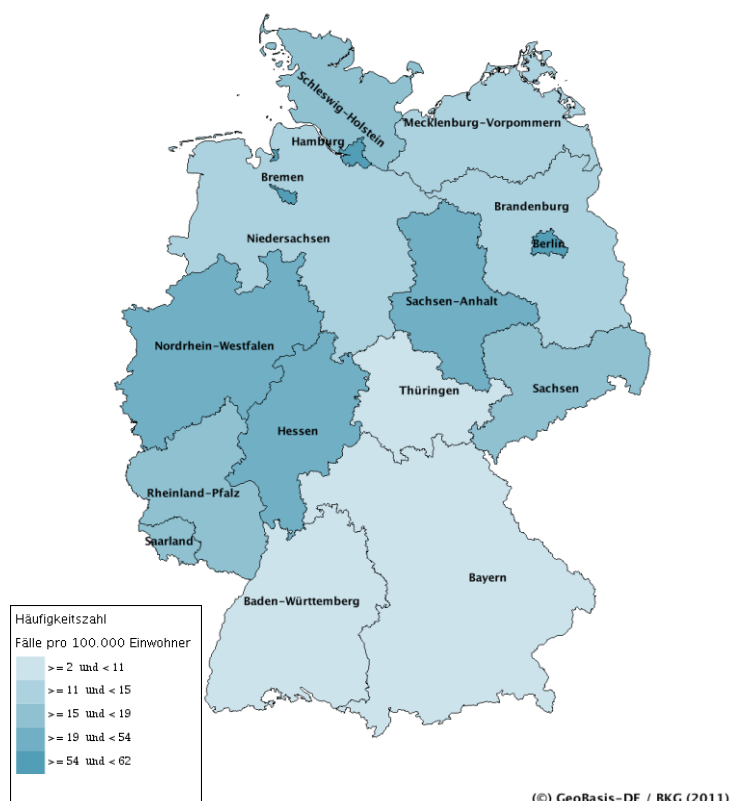 Schleswig-Holstein
Mecklenburg-Vorpommern
Hamburg
Bremen
Brandenburg
Niedersachsen
Berlin
Sachsen-Anhalt
Nordrhein-Westfalen
Thüringen
Sachsen
Hessen
Rheinland-Pfalz
Saarland
Bayern
Baden-Württemberg
Häufigkeitszahl
Fälle pro 100.000 Einwohner
>= 2 und < 11
>= 11 und < 15
>= 15 und < 19
>= 19 und < 54
>= 54 und < 62
(©) GeoBasis-DE / BKG (2011)